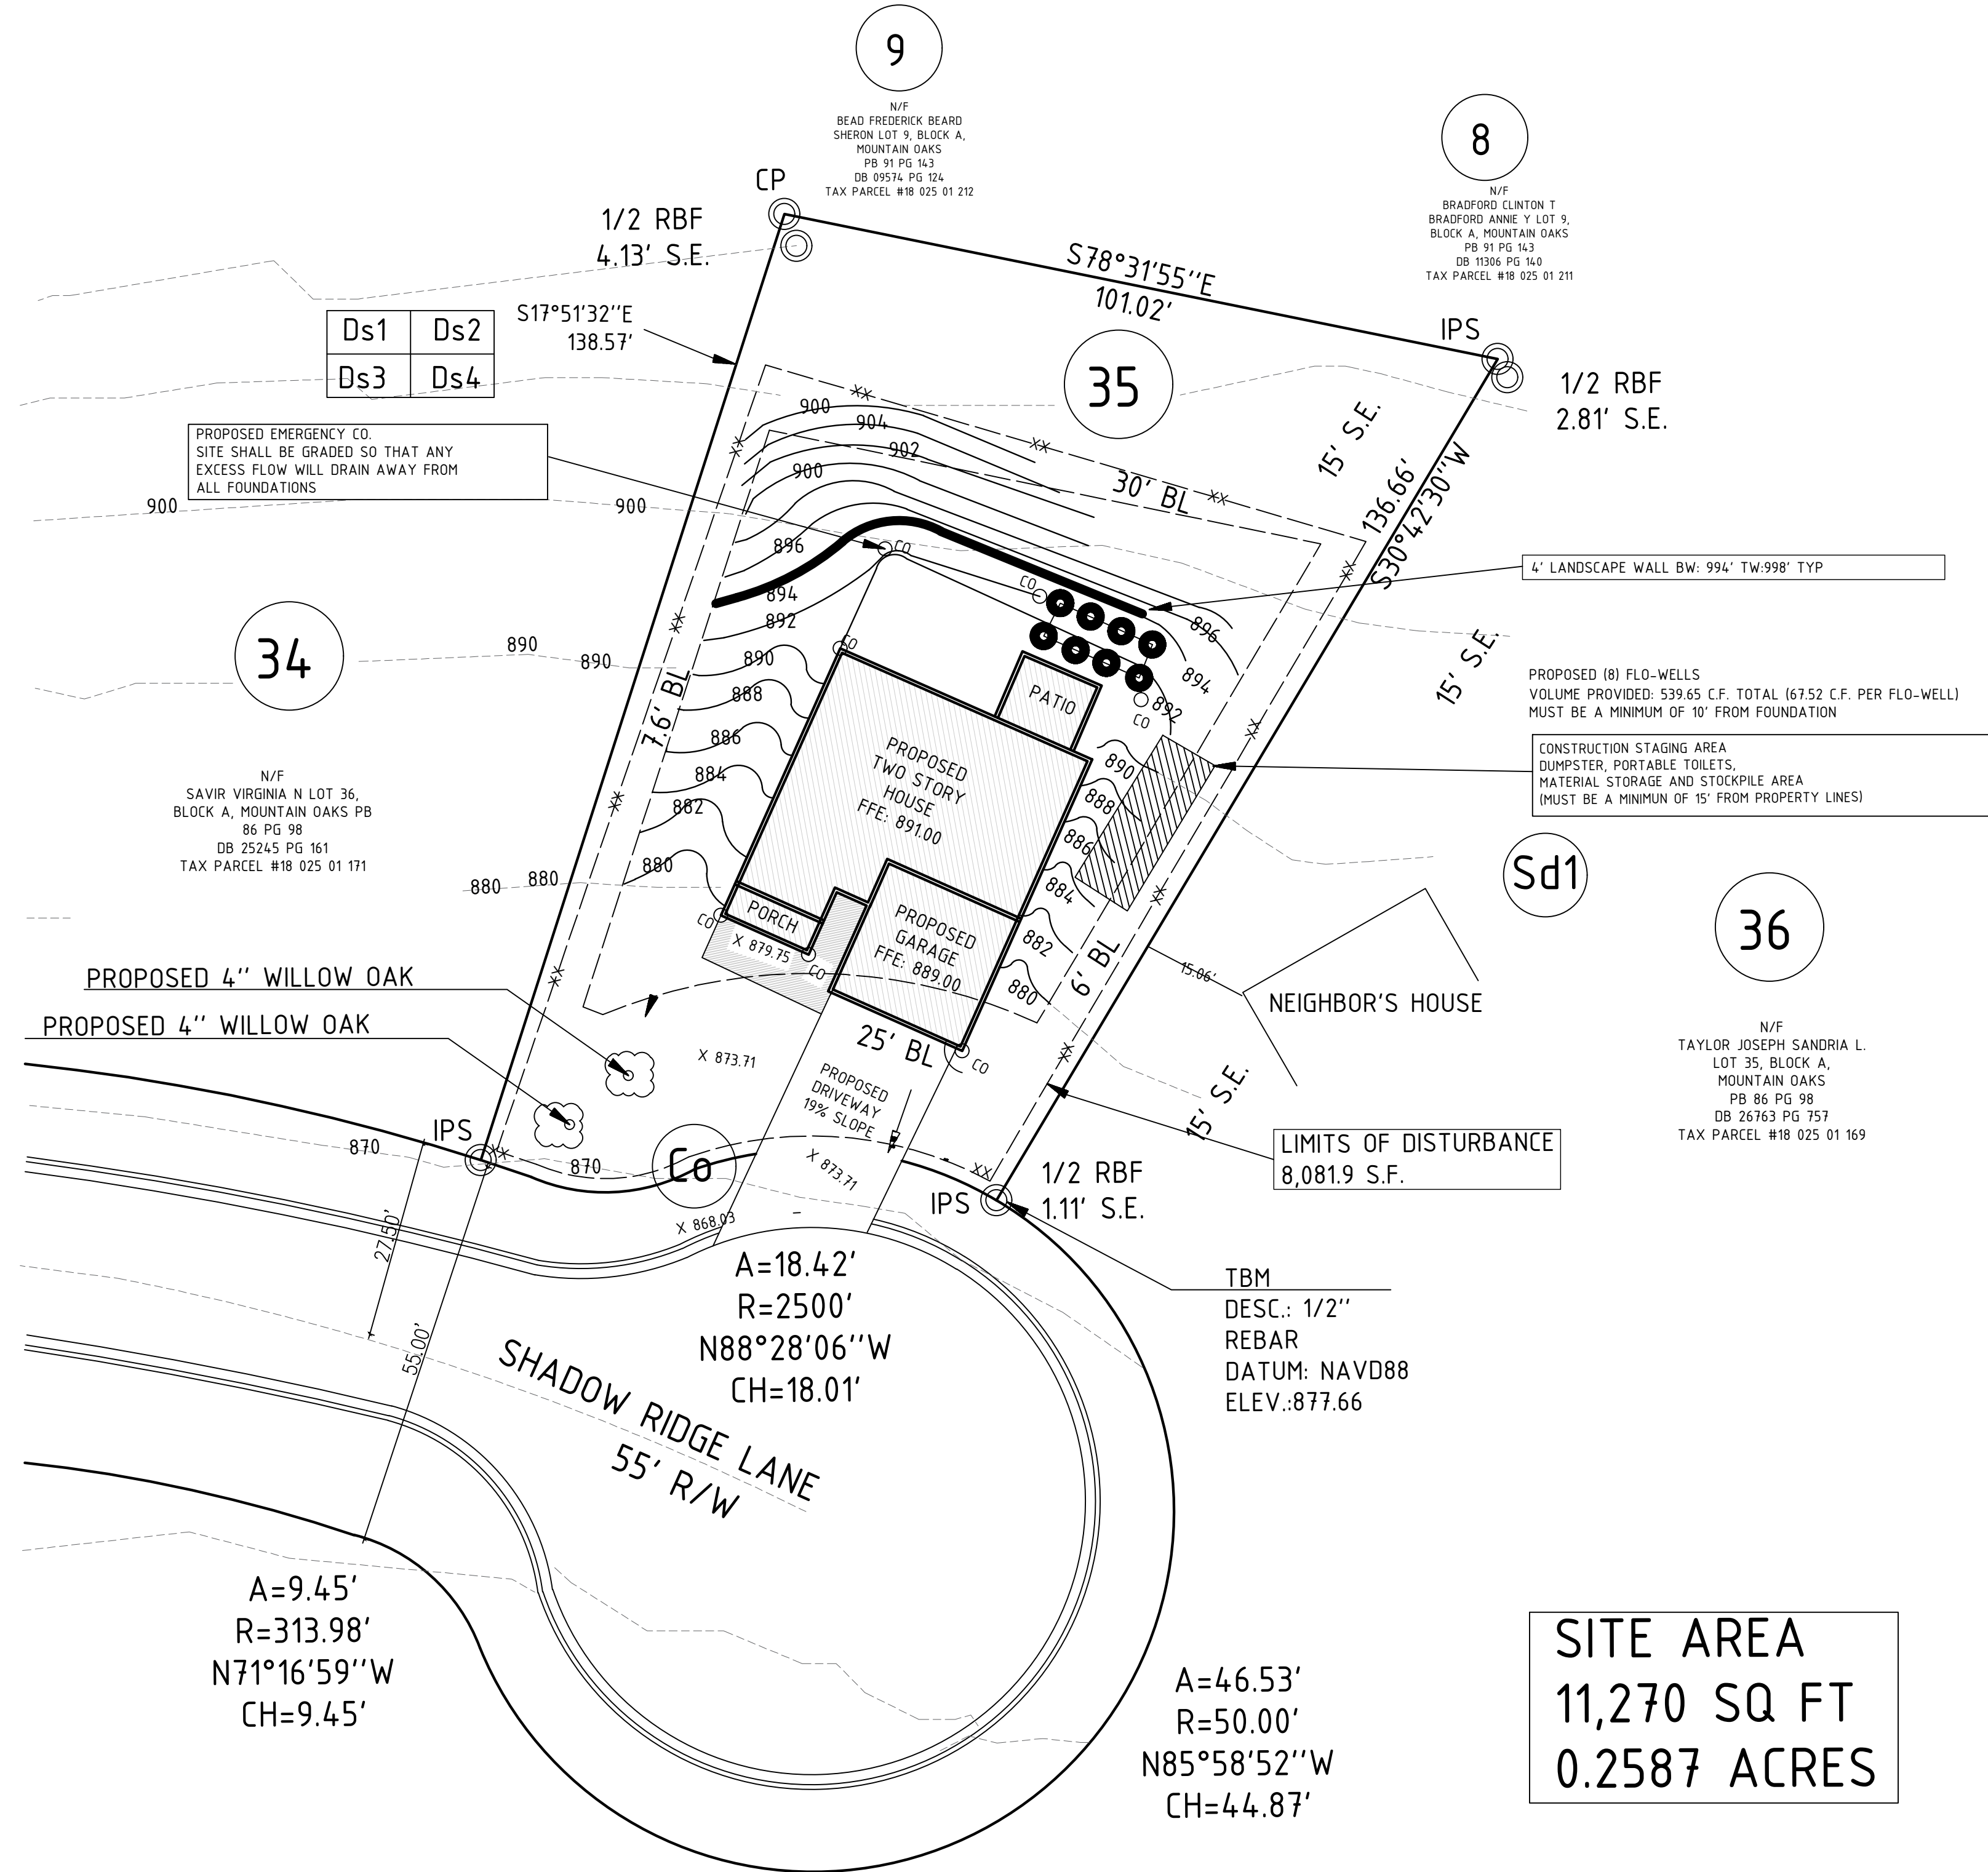 9
N/F
BEAD FREDERICK BEARD
SHERON LOT 9, BLOCK A,
MOUNTAIN OAKS
PB 91 PG 143
DB 09574 PG 124
TAX PARCEL #18 025 01 212
8
N/F
BRADFORD CLINTON T
BRADFORD ANNIE Y LOT 9,
BLOCK A, MOUNTAIN OAKS
PB 91 PG 143
DB 11306 PG 140
TAX PARCEL #18 025 01 211
CP
1/2 RBF
4.13' S.E.
S78°31'55''E
101.02'
IPS
1/2 RBF
2.81' S.E.
Ds1 Ds2
Ds3 Ds4
S17°51'32''E
138.57'
35
15' S.E.
136.66'
S30°42'30''W
PROPOSED EMERGENCY CO.
SITE SHALL BE GRADED SO THAT ANY
EXCESS FLOW WILL DRAIN AWAY FROM
ALL FOUNDATIONS
XX
XX
XX
XX
900
904
902
900
30' BL
900
900
896
CO
CO
XX
4' LANDSCAPE WALL BW: 994' TW:998' TYP
894
892
896
XX
34
890
890
CO
890
888
886
884
882
880
7.6' BL
894
892
CO
15' S.E.
PATIO
PROPOSED (8) FLO-WELLS
VOLUME PROVIDED: 539.65 C.F. TOTAL (67.52 C.F. PER FLO-WELL)
MUST BE A MINIMUM OF 10' FROM FOUNDATION
CONSTRUCTION STAGING AREA
DUMPSTER, PORTABLE TOILETS,
MATERIAL STORAGE AND STOCKPILE AREA
(MUST BE A MINIMUN OF 15' FROM PROPERTY LINES)
PROPOSED
TWO STORY
HOUSE
FFE: 891.00
XX
890
888
886
884
882
880
XX
XX
N/F
SAVIR VIRGINIA N LOT 36,
BLOCK A, MOUNTAIN OAKS PB
86 PG 98
DB 25245 PG 161
TAX PARCEL #18 025 01 171
880
880
Sd1
36
N/F
TAYLOR JOSEPH SANDRIA L.
LOT 35, BLOCK A,
MOUNTAIN OAKS
PB 86 PG 98
DB 26763 PG 757
TAX PARCEL #18 025 01 169
PORCH
CO
X 879.75
CO
PROPOSED
GARAGE
FFE: 889.00
6' BL
15.06'
NEIGHBOR'S HOUSE
XX
PROPOSED 4'' WILLOW OAK
PROPOSED 4'' WILLOW OAK
25' BL
CO
XX
X 873.71
PROPOSED
DRIVEWAY
19% SLOPE
15' S.E.
LIMITS OF DISTURBANCE
8,081.9 S.F.
IPS
XX
870
870
Co
X 873.71
XX
IPS
1/2 RBF
1.11' S.E.
X 868.03
27.50'
55.00'
A=18.42'
R=2500'
N88°28'06''W
CH=18.01'
TBM
DESC.: 1/2''
REBAR
DATUM: NAVD88
ELEV.:877.66
SHADOW RIDGE LANE
55' R/W
A=9.45'
R=313.98'
N71°16'59''W
CH=9.45'
A=46.53'
R=50.00'
N85°58'52''W
CH=44.87'
SITE AREA
11,270 SQ FT
0.2587 ACRES